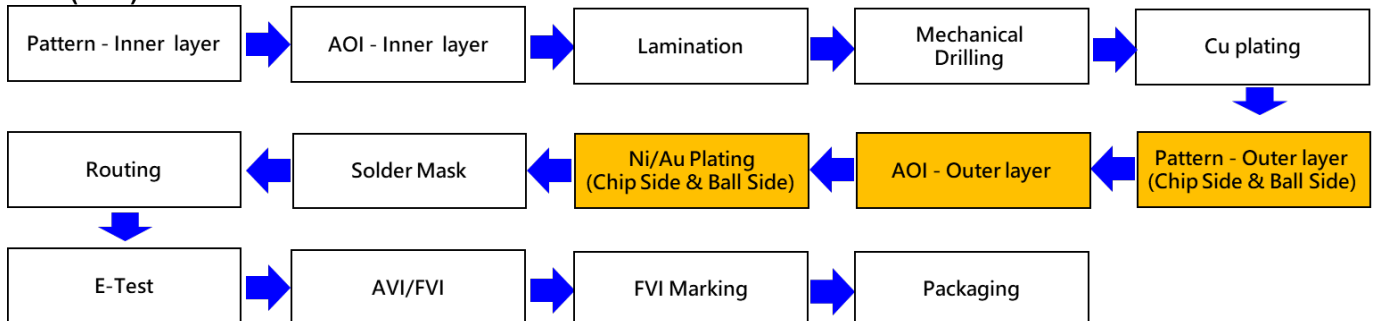 Pattern - Inner layer
AOI - Inner layer
Lamination
Mechanical
Drilling
Cu plating
Routing
Solder Mask
Ni/Au Plating
(Chip Side & Ball Side)
AOI - Outer layer
Pattern - Outer layer
(Chip Side & Ball Side)
E-Test
AVI/FVI
FVI Marking
Packaging